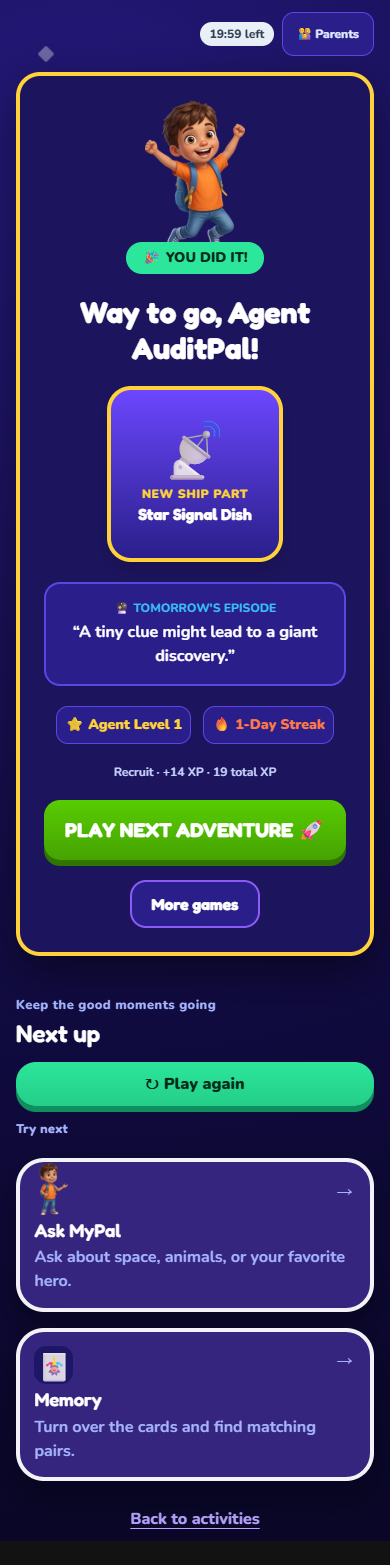 19:59 left
Parents
YOU DID IT!
Way to go, Agent
AuditPal!
NEW SHIP PART
Star Signal Dish
TOMORROW'S EPISODE
“A tiny clue might lead to a giant
discovery.”
Agent Level 1
1-Day Streak
Recruit · +14 XP · 19 total XP
PLAY NEXT ADVENTURE
More games
Keep the good moments going
Next up
↻ Play again
Try next
→
Ask MyPal
Ask about space, animals, or your favorite
hero.
→
Memory
Turn over the cards and find matching
pairs.
Back to activities